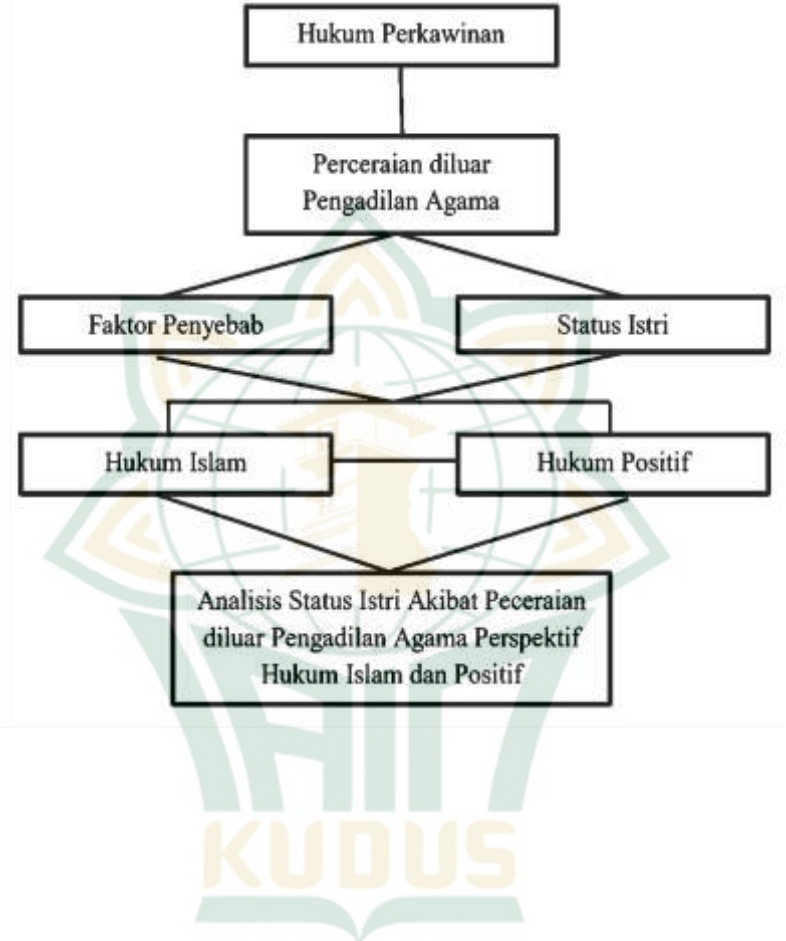 Hukum Perkawinan
Perceraian diluar
Pengadilan Agama
Faktor Penyebab
Status Istri
Hukum Islam
Hukum Positif
Analisis Status Istri Akibat Peceraian
diluar Pengadilan Agama Perspektif
Hukum Islam dan Positif
IAIN
KUDUS